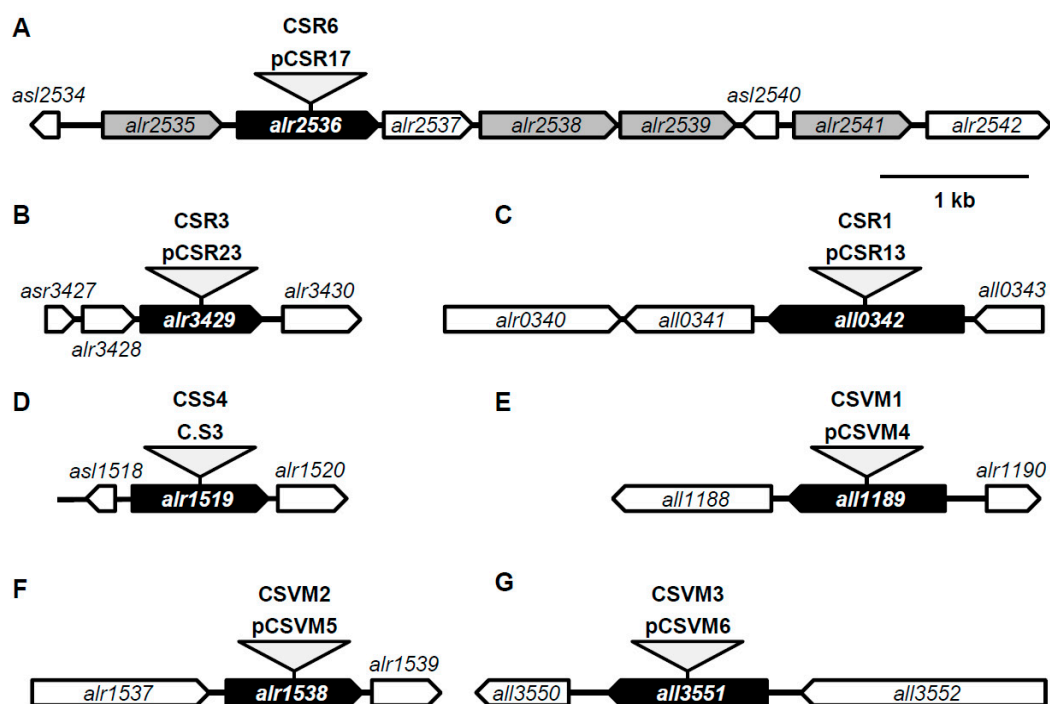 A
CSR6
pCSR17
asl2534
asl2540
alr2535
alr2536
alr2537
alr2538
alr2539
alr2541
alr2542
1 kb
B
CSR3
pCSR23
asr3427
alr3430
alr3429
alr3428
C
CSR1
pCSR13
all0343
alr0340
all0341
all0342
D
CSS4
C.S3
asl1518
alr1520
alr1519
E
CSVM1
pCSVM4
alr1190
all1188
all1189
F
CSVM2
pCSVM5
alr1539
alr1537
alr1538
G
CSVM3
pCSVM6
all3550
all3551
all3552